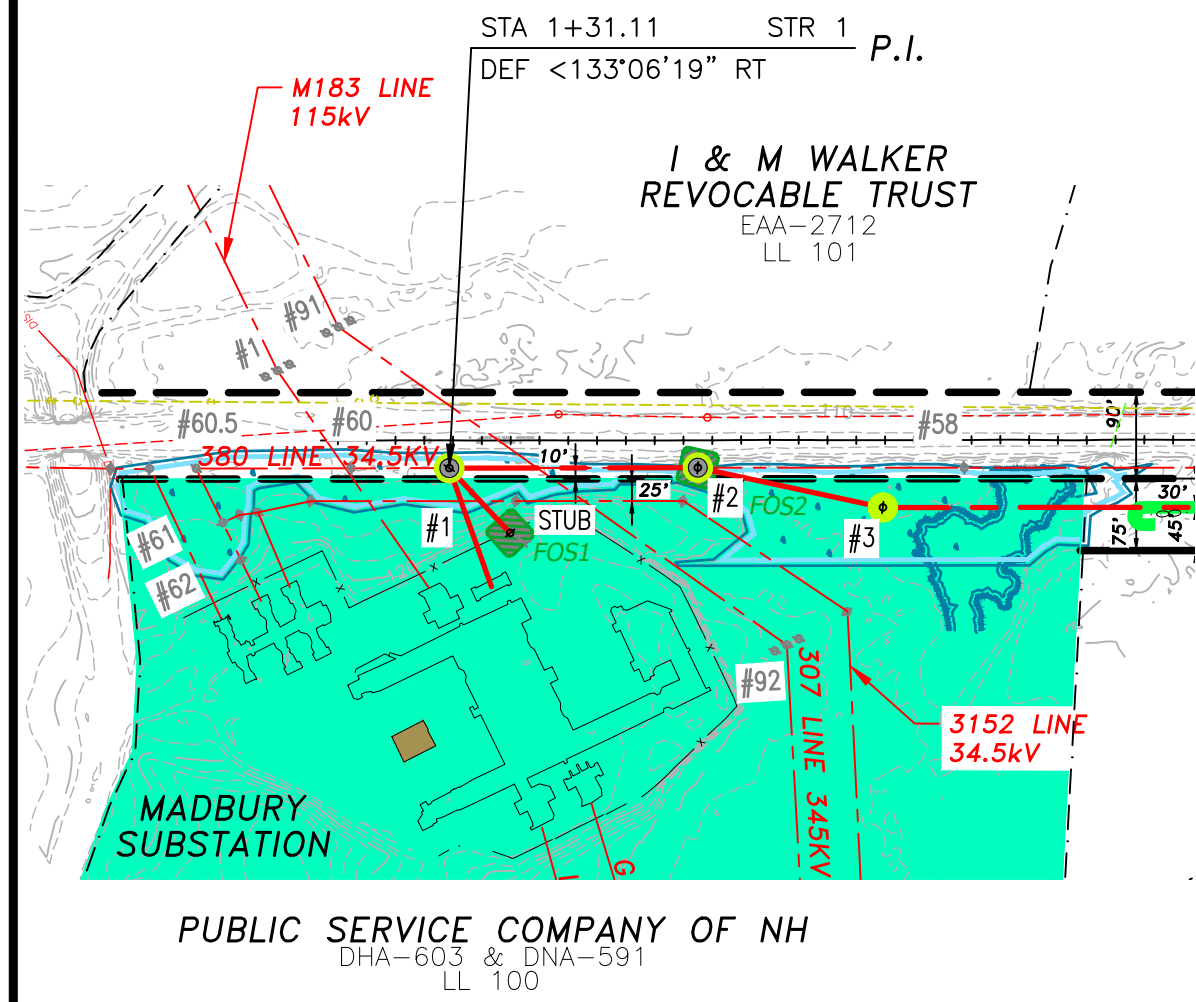 STA 1+31.11 STR 1
DEF <133°06'19" RT
P.I.
M183 LINE
115kV
I & M WALKER
REVOCABLE TRUST
EAA-2712
LL 101
#91
#1
DIS
#60.5
#60
#58
90'
380 LINE 34.5KV
10'
25'
30'
#1
STUB
FOS1
#2
FOS2
#3
75'
45'
#61
#62
#92
307 LINE 345KV
3152 LINE
34.5kV
MADBURY
SUBSTATION
G
PUBLIC SERVICE COMPANY OF NH
DHA-603 & DNA-591
LL 100